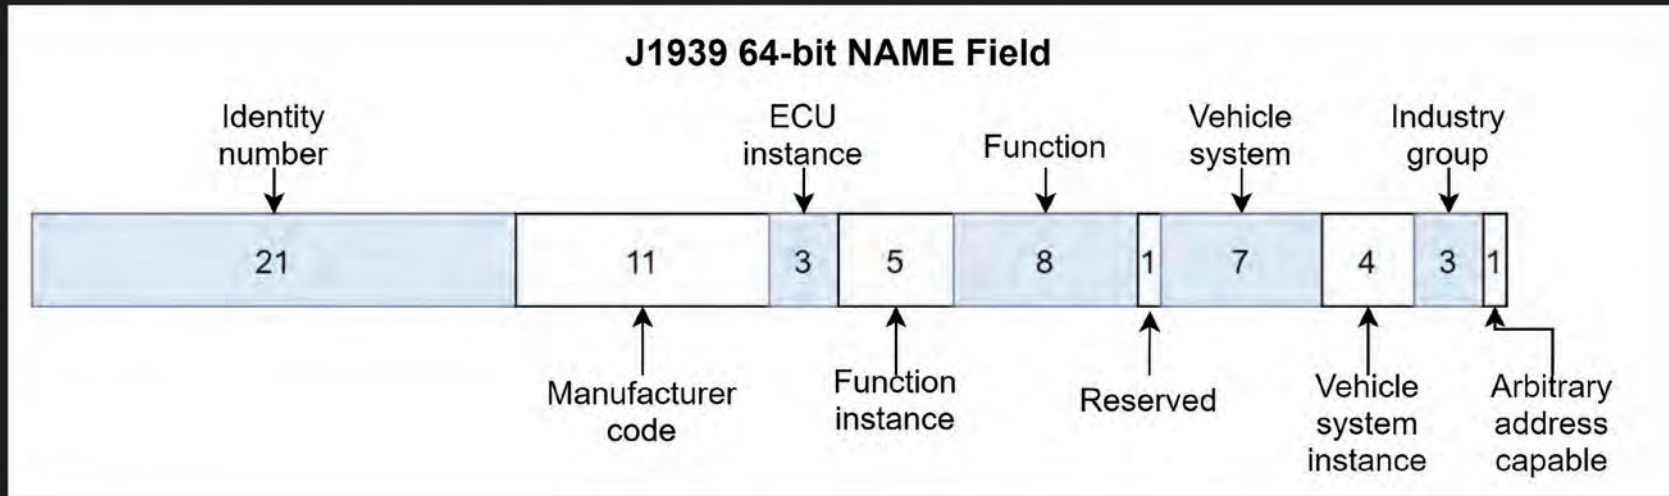 J1939 64-bit NAME Field
Identity
number
ECU
instance
Function
Vehicle
system
Industry
group
21
11
3
5
8
1
7
4
3
1
Manufacturer
code
Function
instance
Reserved
Vehicle
system
instance
Arbitrary
address
capable